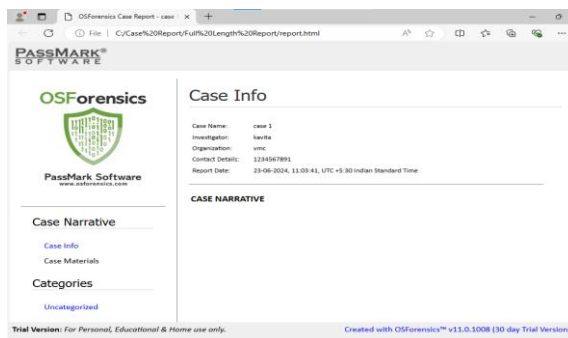 OSForensics Case Report - case
File | C:/Case%20Report/Full%20Length%20Report/report.html
PASSMARK®
SOFTWARE
OSForensics
PassMark Software
www.osforensics.com
Case Narrative
Case Info
Case Materials
Categories
Uncategorized
Case Info
Case Name: case 1
Investigator: kavita
Organization: vmc
Contact Details: 1234567891
Report Date: 23-06-2024, 11:03:41, UTC +5:30 Indian Standard Time
CASE NARRATIVE
Trial Version: For Personal, Educational & Home use only.
Created with OSForensics™ v11.0.1008 (30 day Trial Version